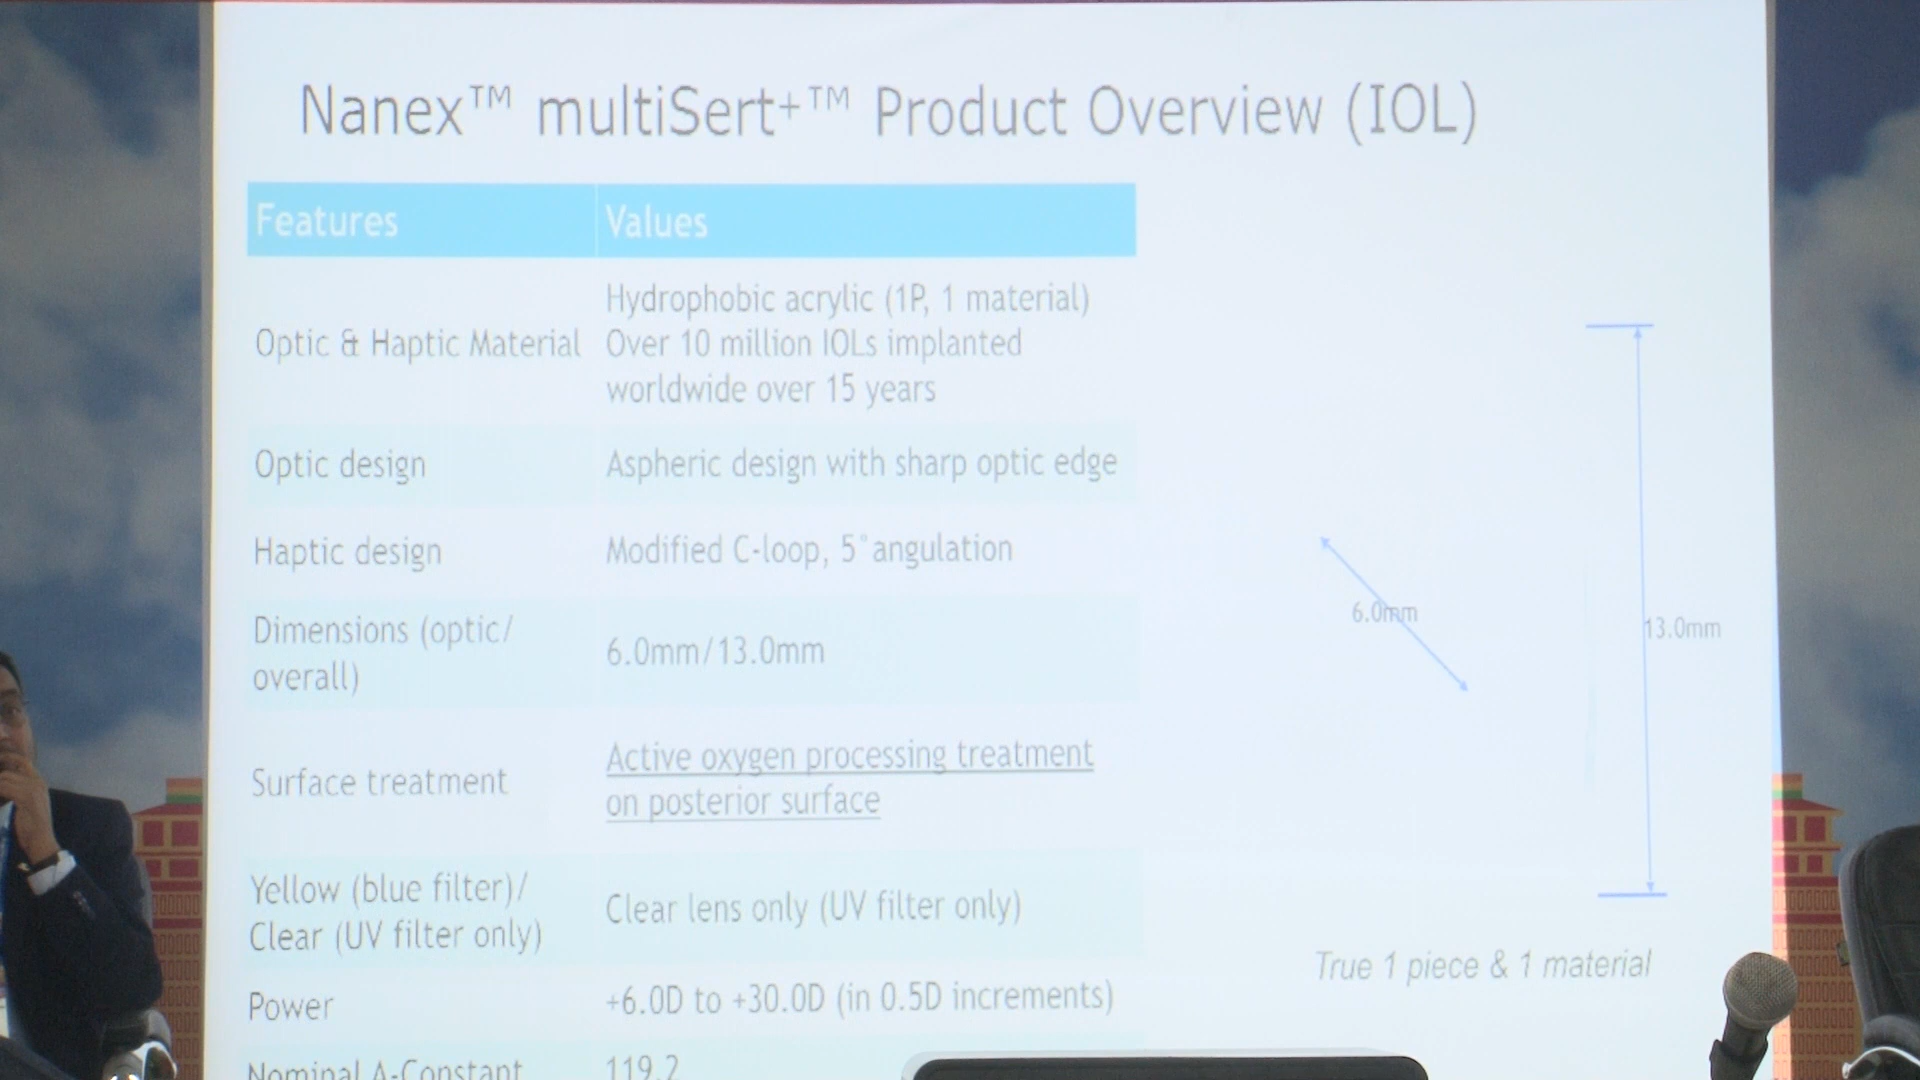 Nanex™ multiSert+™ Product Overview (IOL)
Features Values
Optic & Haptic Material
Hydrophobic acrylic (1P, 1 material)
Over 10 million IOLs implanted
worldwide over 15 years
Optic design
Aspheric design with sharp optic edge
Haptic design
Modified C-loop, 5°angulation
Dimensions (optic/
overall)
6.0mm/13.0mm
Surface treatment
Active oxygen processing treatment
on posterior surface
Yellow (blue filter)/
Clear (UV filter only)
Clear lens only (UV filter only)
Power
+6.0D to +30.0D (in 0.5D increments)
Nominal A-Constant
119.2
6.0mm
13.0mm
True 1 piece & 1 material